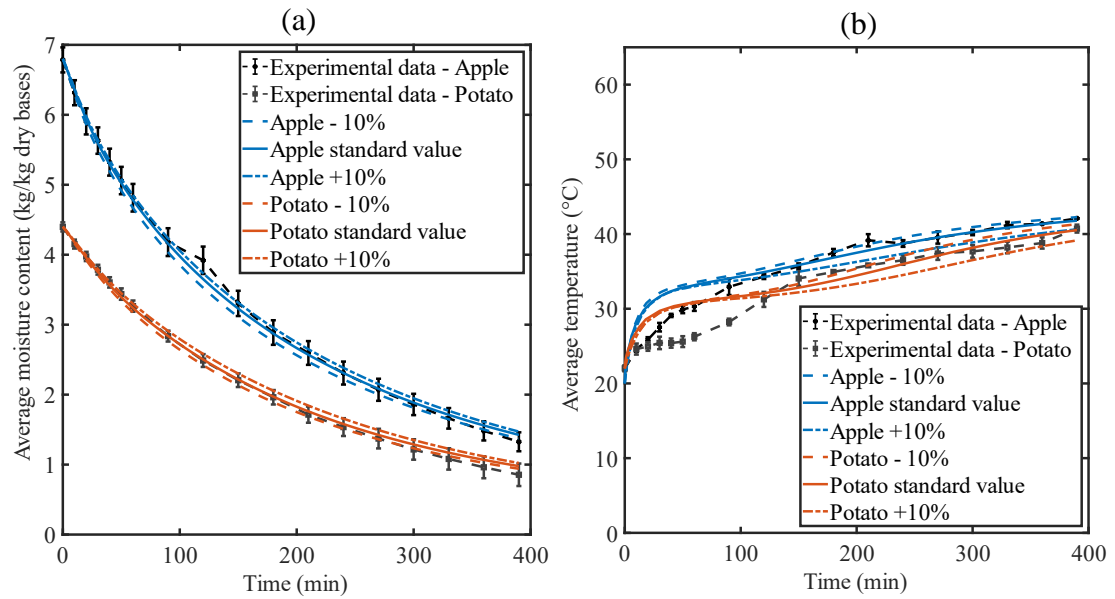 (a)
7
6
5
4
3
2
1
0
0
100
200
300
400
Average moisture content (kg/kg dry bases)
Time (min)
Experimental data - Apple
Experimental data - Potato
Apple - 10%
Apple standard value
Apple +10%
Potato - 10%
Potato standard value
Potato +10%
(b)
60
50
40
30
20
10
0
0
100
200
300
400
Average temperature (°C)
Time (min)
Experimental data - Apple
Experimental data - Potato
Apple - 10%
Apple standard value
Apple +10%
Potato - 10%
Potato standard value
Potato +10%